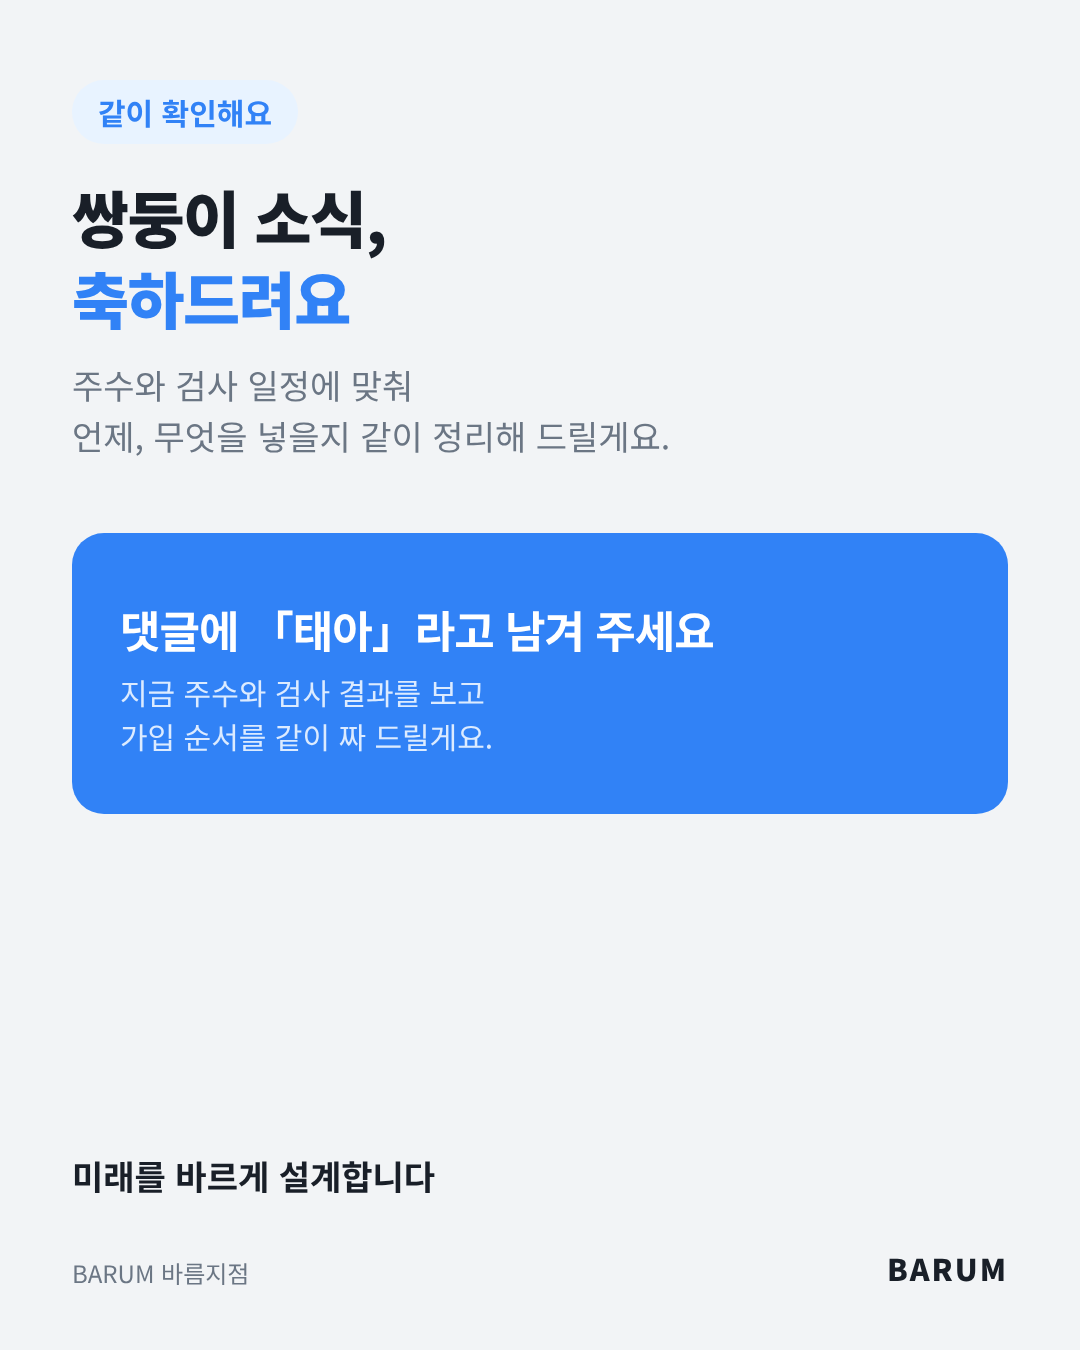 같이 확인해요
쌍둥이 소식,
축하드려요
주수와 검사 일정에 맞춰
언제, 무엇을 넣을지 같이 정리해 드릴게요.
댓글에 「태아」라고 남겨 주세요
지금 주수와 검사 결과를 보고
가입 순서를 같이 짜 드릴게요.
미래를 바르게 설계합니다
BARUM 바름지점
BARUM